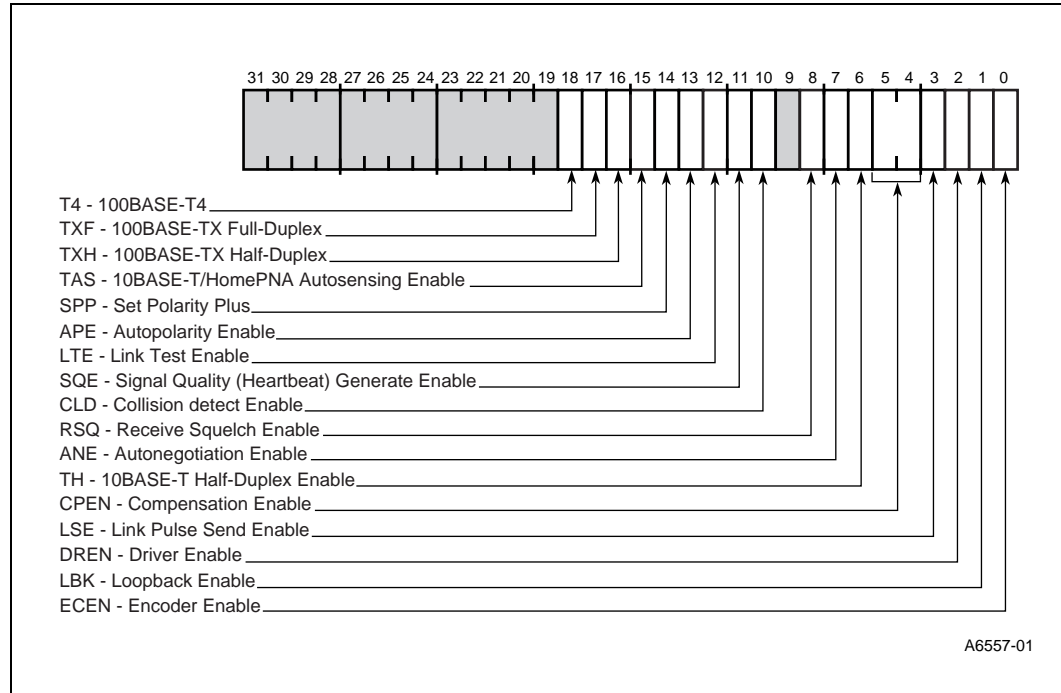 31 30 29 28 27 26 25 24 23 22 21 20 19 18 17 16 15 14 13 12 11 10 9 8 7 6 5 4 3 2 1 0
T4 - 100BASE-T4
TXF - 100BASE-TX Full-Duplex
TXH - 100BASE-TX Half-Duplex
TAS - 10BASE-T/HomePNA Autosensing Enable
SPP - Set Polarity Plus
APE - Autopolarity Enable
LTE - Link Test Enable
SQE - Signal Quality (Heartbeat) Generate Enable
CLD - Collision detect Enable
RSQ - Receive Squelch Enable
ANE - Autonegotiation Enable
TH - 10BASE-T Half-Duplex Enable
CPEN - Compensation Enable
LSE - Link Pulse Send Enable
DREN - Driver Enable
LBK - Loopback Enable
ECEN - Encoder Enable
A6557-01